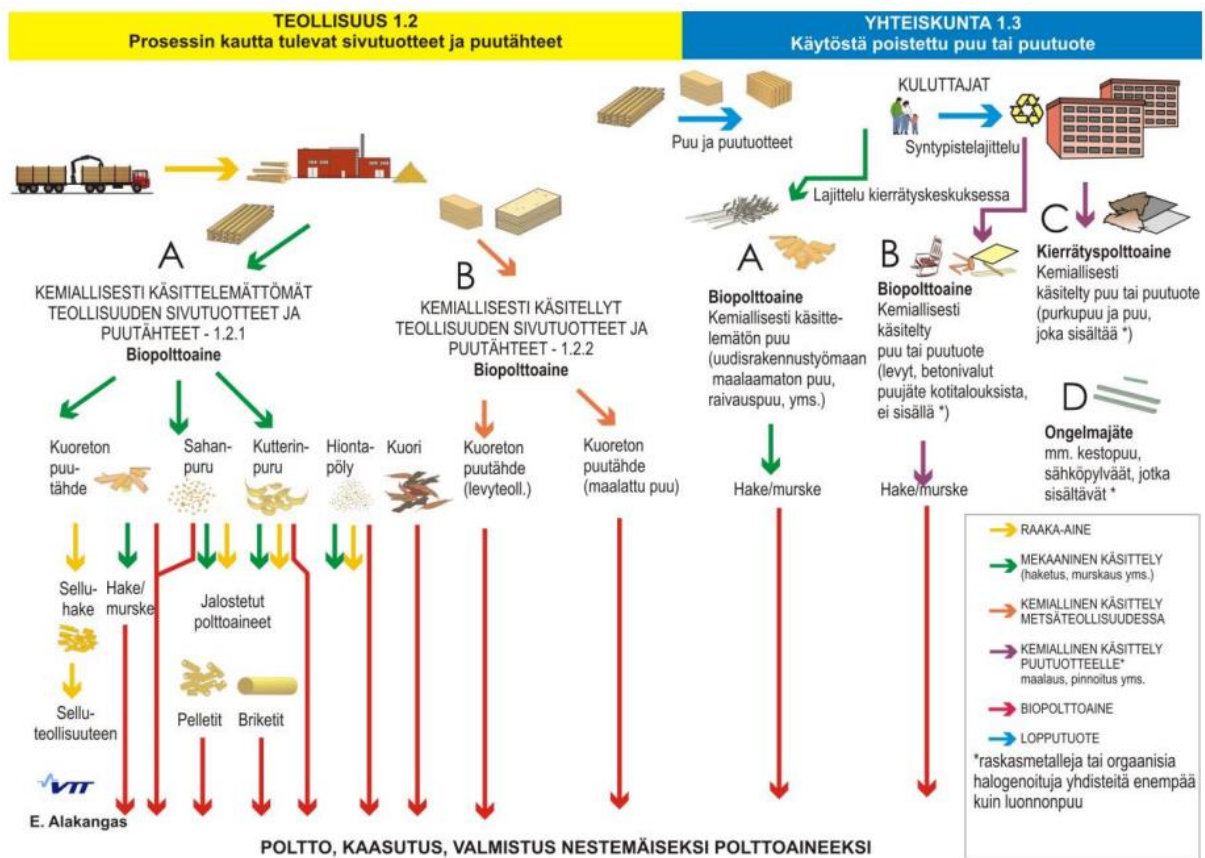 TEOLLISUUS 1.2
Prosessin kautta tulevat sivutuotteet ja puutähteet
YHTEISKUNTA 1.3
Käytöstä poistettu puu tai puutuote
KULUTTAJAT
Puu ja puutuotteet
Syntypistelajittelu
Lajittelu kierrätyskeskuksessa
A
KEMIALLISESTI KÄSITTELEMÄTTÖMÄT
TEOLLISUUDEN SIVUTUOTTEET JA
PUUTÄHTEET - 1.2.1
Biopolttoaine
B
KEMIALLISESTI KÄSITELLYT
TEOLLISUUDEN SIVUTUOTTEET JA
PUUTÄHTEET - 1.2.2
Biopolttoaine
A
Biopolttoaine
Kemiallisesti käsitte-
lemätön puu
(uudisrakennustyömaan
maalaamaton puu,
raivauspuu, yms.)
B
Biopolttoaine
Kemiallisesti
käsitelty
puu tai puutuote
(levyt, betonivalut
puujäte kotitalouksista,
ei sisällä *)
C
Kierrätyspolttoaine
Kemiallisesti
käsitelty puu tai puutuote
(purkupuu ja puu,
joka sisältää *)
D
Ongelmajäte
mm. kestopuu,
sähköpylväät, jotka
sisältävät *
Kuoreton
puu-
tähde
Sahan-
puru
Kutterin-
puru
Hionta-
pöly
Kuori
Kuoreton
puutähde
(levyteoll.)
Kuoreton
puutähde
(maalattu puu)
Hake/murske
Hake/murske
Sellu-
hake
Hake/
murske
Jalostetut
polttoaineet
Sellu-
teollisuuteen
Pelletit
Briketit
RAAKA-AINE
MEKAANINEN KÄSITTELY
(haketus, murskaus yms.)
KEMIALLINEN KÄSITTELY
METSÄTEOLLISUUDESSA
KEMIALLINEN KÄSITTELY
PUUTUOTTEELLE*
maalaus, pinnoitus yms.
BIOPOLTTOAINE
LOPPUTUOTE
*raskasmetalleja tai orgaanisia
halogenoituja yhdisteitä enempää
kuin luonnonpuu
VTT
E. Alakangas
POLTTO, KAASUTUS, VALMISTUS NESTEMÄISEKSI POLTTOAINEEKSI